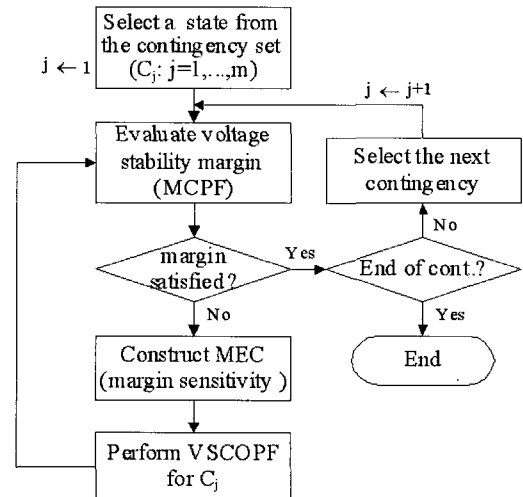 Select a state from
the contingency set
(Cj: j=1,...,m)
j ← 1
j ← j+1
Evaluate voltage
stability margin
(MCPF)
Select the next
contingency
No
margin
satisfied?
Yes
End of cont.?
No
Yes
Construct MEC
(margin sensitivity )
End
Perform VSCOPF
for Cj